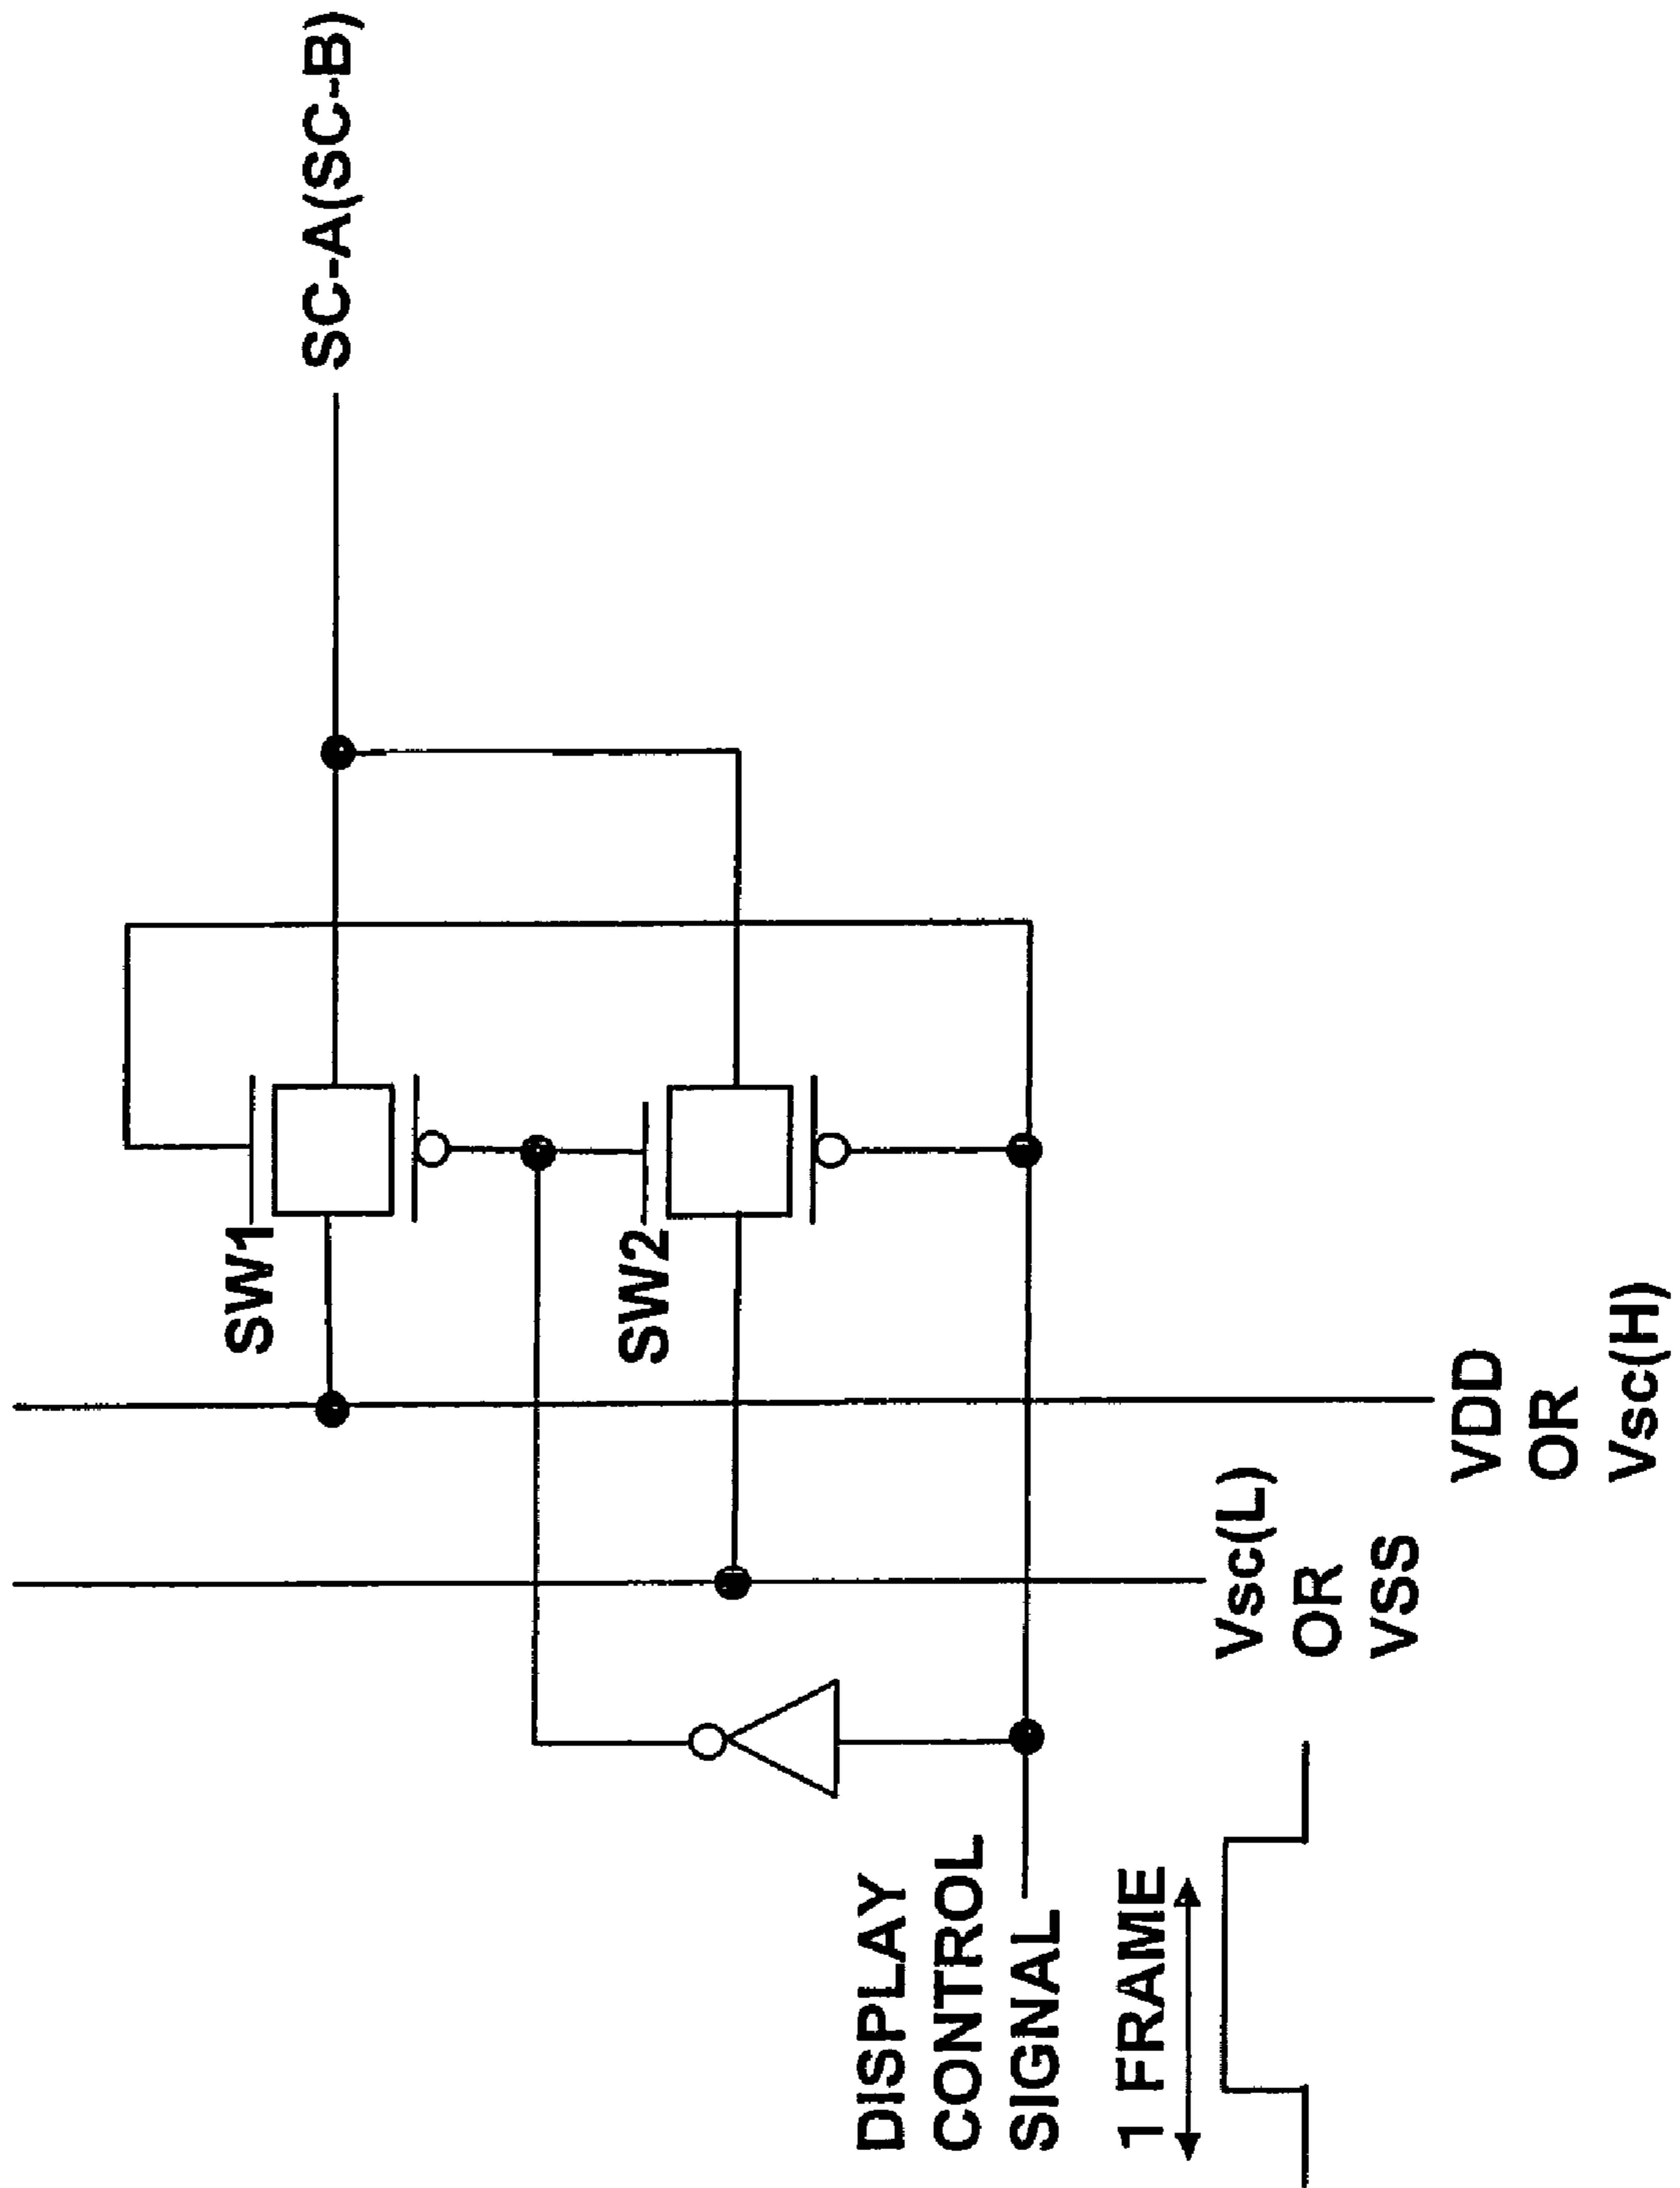 SW1
SC-A(SC-B)
SW2
DISPLAY
CONTROL
SIGNAL
1 FRAME
Vsc(L)
OR
VSS
VDD
OR
Vsc(H)